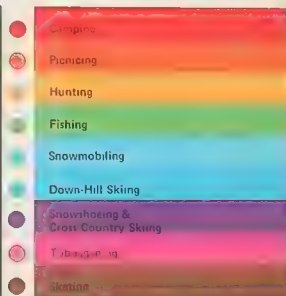 Camping
Picnicing
Hunting
Fishing
Snowmobiling
Down-Hill Skiing
Snowshoeing &
Cross Country Skiing
Tobogganing
Skating